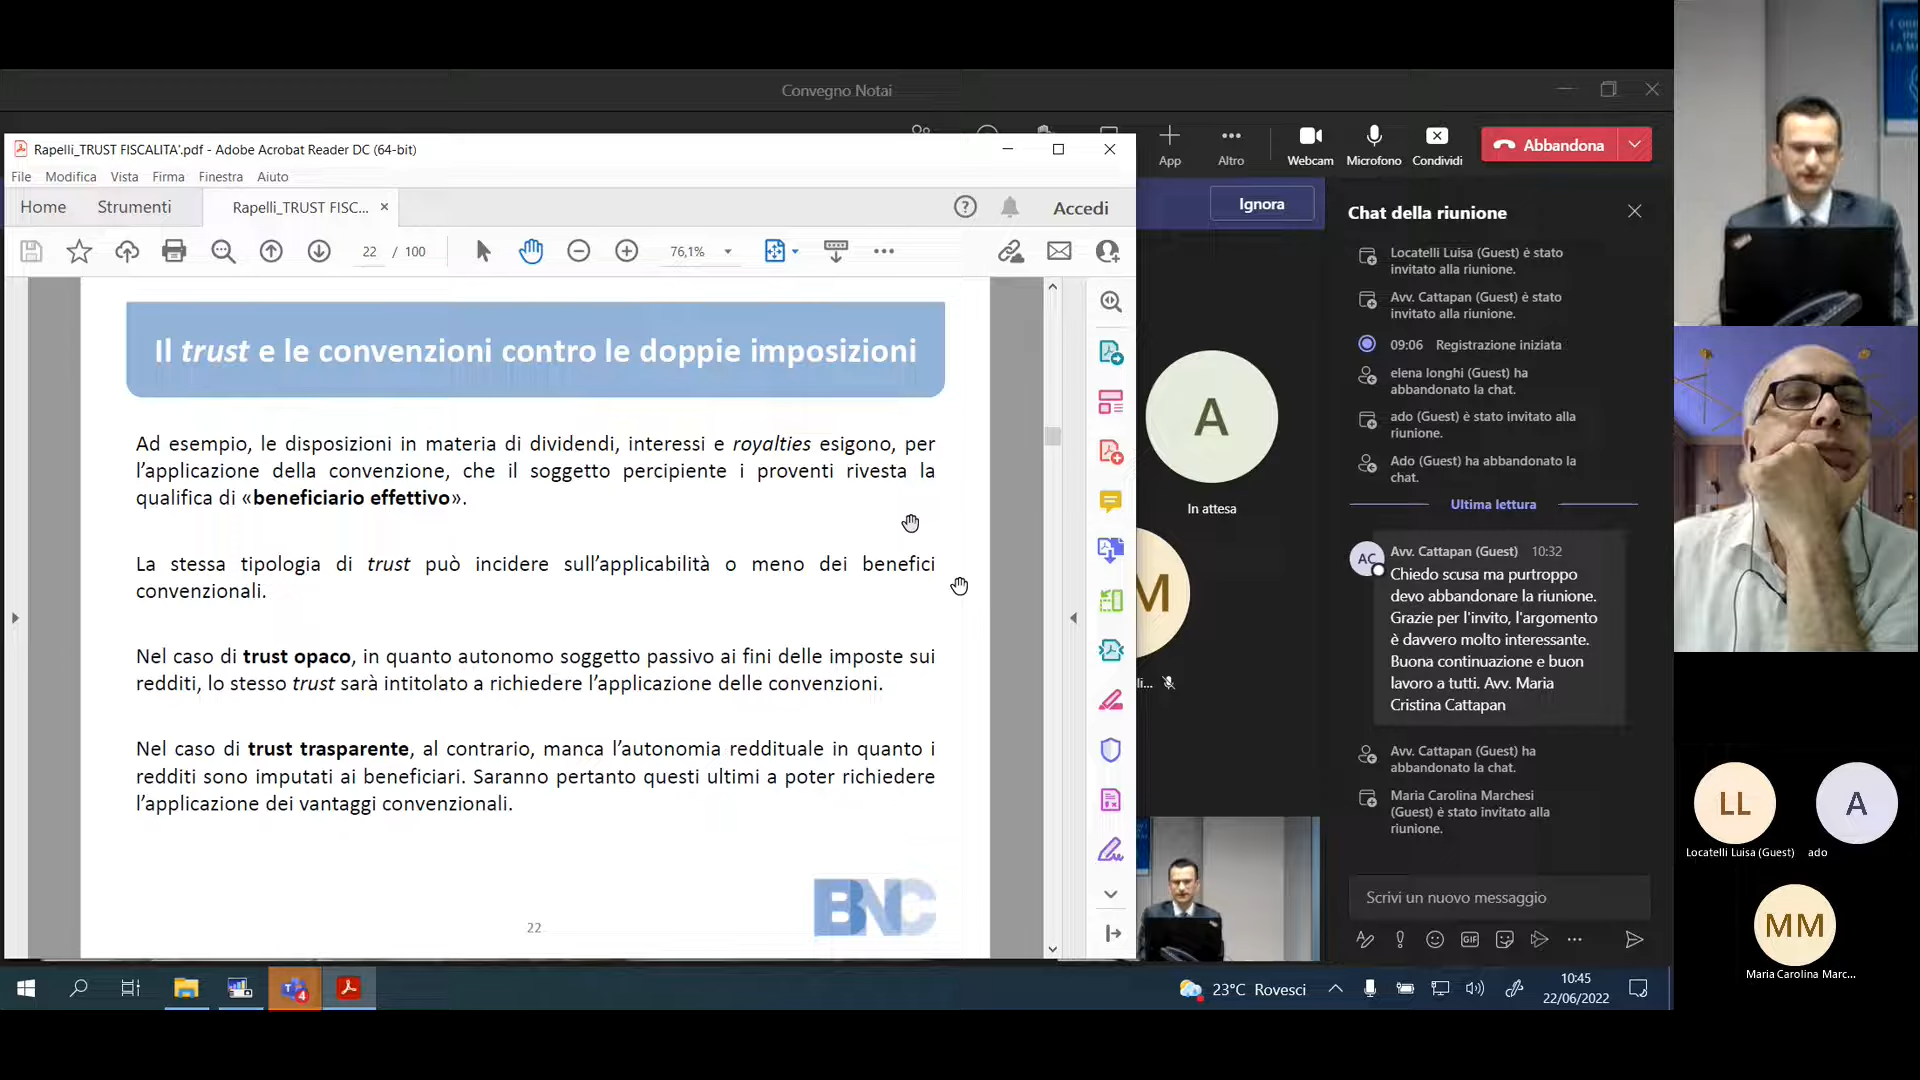 Convegno Notai
App
Altro
Webcam
Microfono
Condividi
Abbandona
Rapelli_TRUST FISCALITA'.pdf - Adobe Acrobat Reader DC (64-bit)
File Modifica Vista Firma Finestra Aiuto
Home Strumenti Rapelli_TRUST FISC...
Accedi
22 / 100
76,1%
Ignora
Il trust e le convenzioni contro le doppie imposizioni
Ad esempio, le disposizioni in materia di dividendi, interessi e royalties esigono, per
l’applicazione della convenzione, che il soggetto percipiente i proventi rivesta la
qualifica di «beneficiario effettivo».
La stessa tipologia di trust può incidere sull’applicabilità o meno dei benefici
convenzionali.
Nel caso di trust opaco, in quanto autonomo soggetto passivo ai fini delle imposte sui
redditi, lo stesso trust sarà intitolato a richiedere l’applicazione delle convenzioni.
Nel caso di trust trasparente, al contrario, manca l’autonomia reddituale in quanto i
redditi sono imputati ai beneficiari. Saranno pertanto questi ultimi a poter richiedere
l’applicazione dei vantaggi convenzionali.
22
BNC
A
In attesa
M
li...
Chat della riunione
Locatelli Luisa (Guest) è stato
invitato alla riunione.
Avv. Cattapan (Guest) è stato
invitato alla riunione.
09:06 Registrazione iniziata
elena longhi (Guest) ha
abbandonato la chat.
ado (Guest) è stato invitato alla
riunione.
Ado (Guest) ha abbandonato la
chat.
Ultima lettura
AC
Avv. Cattapan (Guest) 10:32
Chiedo scusa ma purtroppo
devo abbandonare la riunione.
Grazie per l'invito, l'argomento
è davvero molto interessante.
Buona continuazione e buon
lavoro a tutti. Avv. Maria
Cristina Cattapan
Avv. Cattapan (Guest) ha
abbandonato la chat.
Maria Carolina Marchesi
(Guest) è stato invitato alla
riunione.
Scrivi un nuovo messaggio
GIF
LL
A
Locatelli Luisa (Guest)
ado
MM
Maria Carolina Marc...
4
23°C Rovesci
10:45
22/06/2022